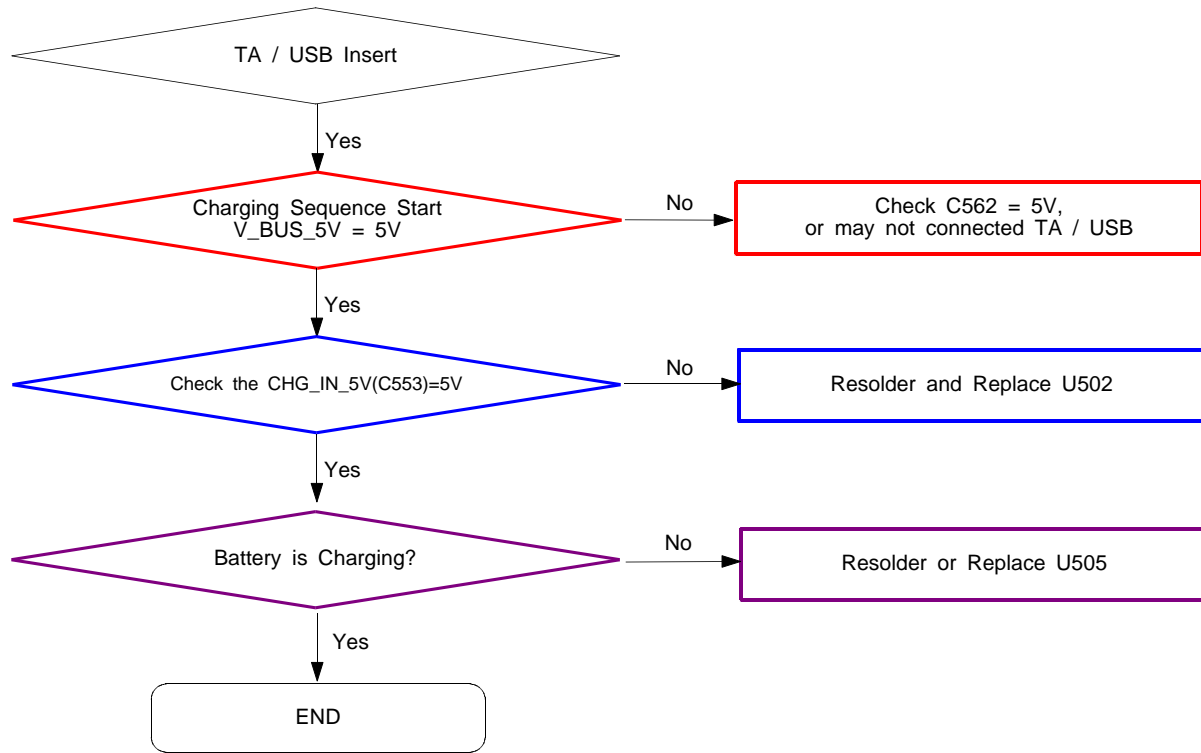 TA / USB Insert
Yes
Charging Sequence Start
V_BUS_5V = 5V
No
Check C562 = 5V,
or may not connected TA / USB
Yes
Check the CHG_IN_5V(C553)=5V
No
Resolder and Replace U502
Yes
Battery is Charging?
No
Resolder or Replace U505
Yes
END